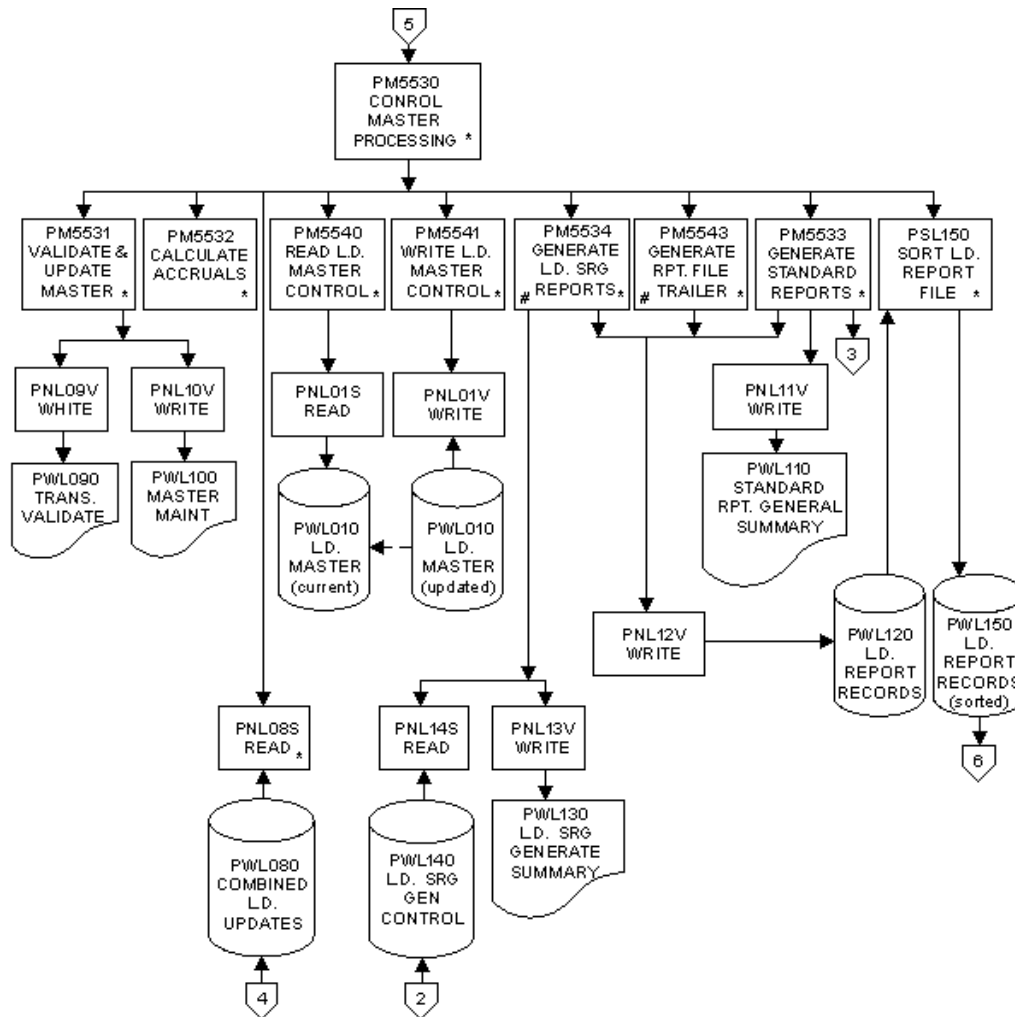 5
PM5530
CONROL
MASTER
PROCESSING *
PM5531
VALIDATE &
UPDATE
MASTER *
PM5532
CALCULATE
ACCRUALS
*
PM5540
READ L.D.
MASTER
CONTROL *
PM5541
WRITE L.D.
MASTER
CONTROL *
PM5534
GENERATE
L.D. SRG
# REPORTS *
PM5543
GENERATE
RPT. FILE
# TRAILER *
PM5533
GENERATE
STANDARD
REPORTS *
PSL150
SORT L.D.
REPORT
FILE *
3
PNL09V
WHITE
PNL10V
WRITE
PNL01S
READ
PNL01V
WRITE
PNL11V
WRITE
PWL090
TRANS.
VALIDATE
PWL100
MASTER
MAINT
PWL010
L.D.
MASTER
(current)
PWL010
L.D.
MASTER
(updated)
PWL110
STANDARD
RPT. GENERAL
SUMMARY
PNL12V
WRITE
PWL120
L.D.
REPORT
RECORDS
PWL150
L.D.
REPORT
RECORDS
(sorted)
6
PNL08S
READ *
PNL14S
READ
PNL13V
WRITE
PWL080
COMBINED
L.D.
UPDATES
PWL140
L.D. SRG
GEN
CONTROL
PWL130
L.D. SRG
GENERATE
SUMMARY
4
2